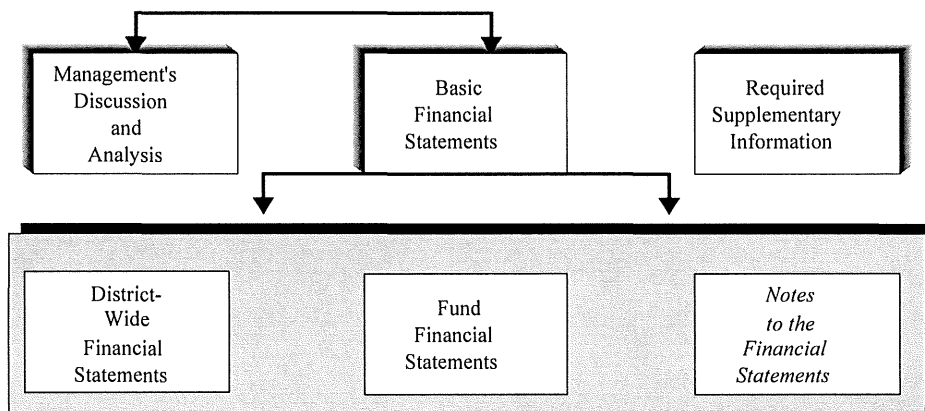 Management's
Discussion
and
Analysis
Basic
Financial
Statements
Required
Supplementary
Information
District-
Wide
Financial
Statements
Fund
Financial
Statements
Notes
to the
Financial
Statements